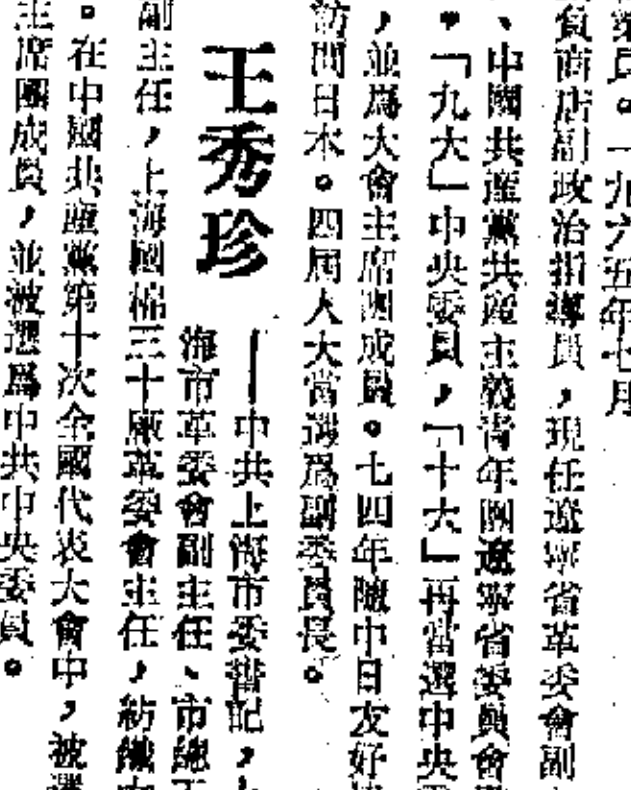 業員。一九六五年七月
負商店副政治指導員，現任遼寧省革委會副
、中國共產黨共產主義青年團遼寧省委員會
。「九大」中央委員，「十大」再當選中央
，並爲大會主席團成員。七四年隨中日友好
訪問日本。四屆人大當選爲副委員長。
王秀珍
——中共上海市委書記，上
海市革委會副主任、市總工
副主任，上海國棉三十廠革委會主任，紡織
。在中國共產黨第十次全國代表大會中，被選
主席團成員，並被選爲中共中央委員。